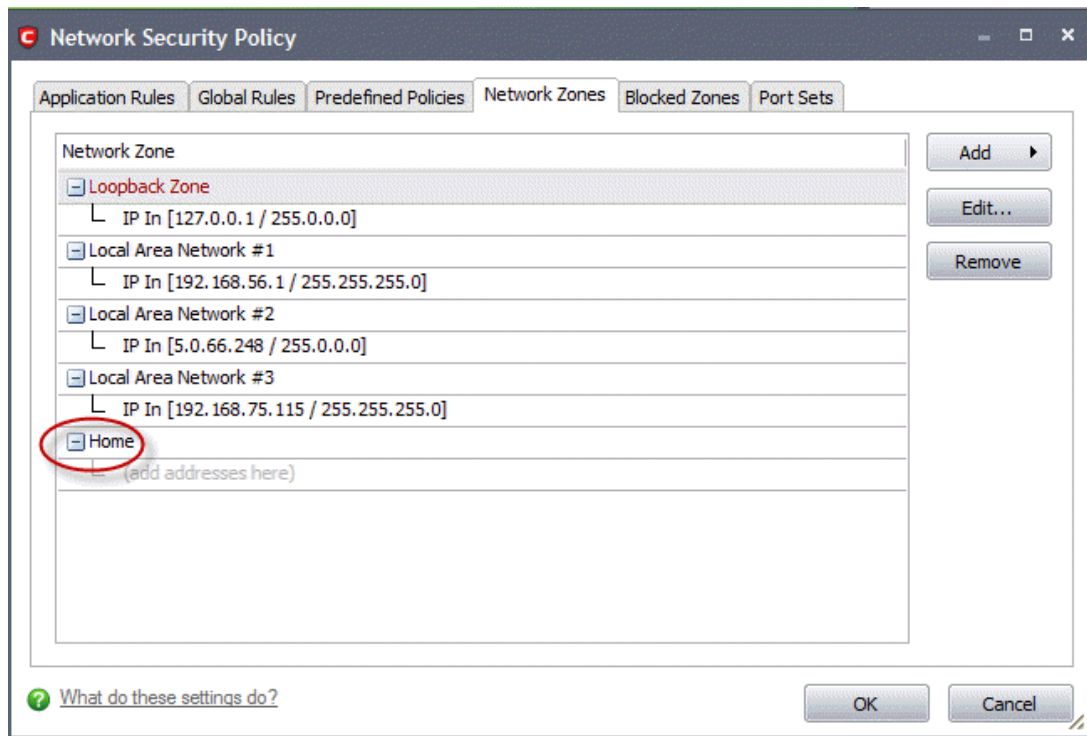 Network Security Policy
Application Rules Global Rules Predefined Policies Network Zones Blocked Zones Port Sets
Network Zone
Add
Loopback Zone
IP In [127.0.0.1 / 255.0.0.0]
Edit...
Local Area Network #1
Remove
IP In [192.168.56.1 / 255.255.255.0]
Local Area Network #2
IP In [5.0.66.248 / 255.0.0.0]
Local Area Network #3
IP In [192.168.75.115 / 255.255.255.0]
Home
(add addresses here)
What do these settings do?
OK Cancel